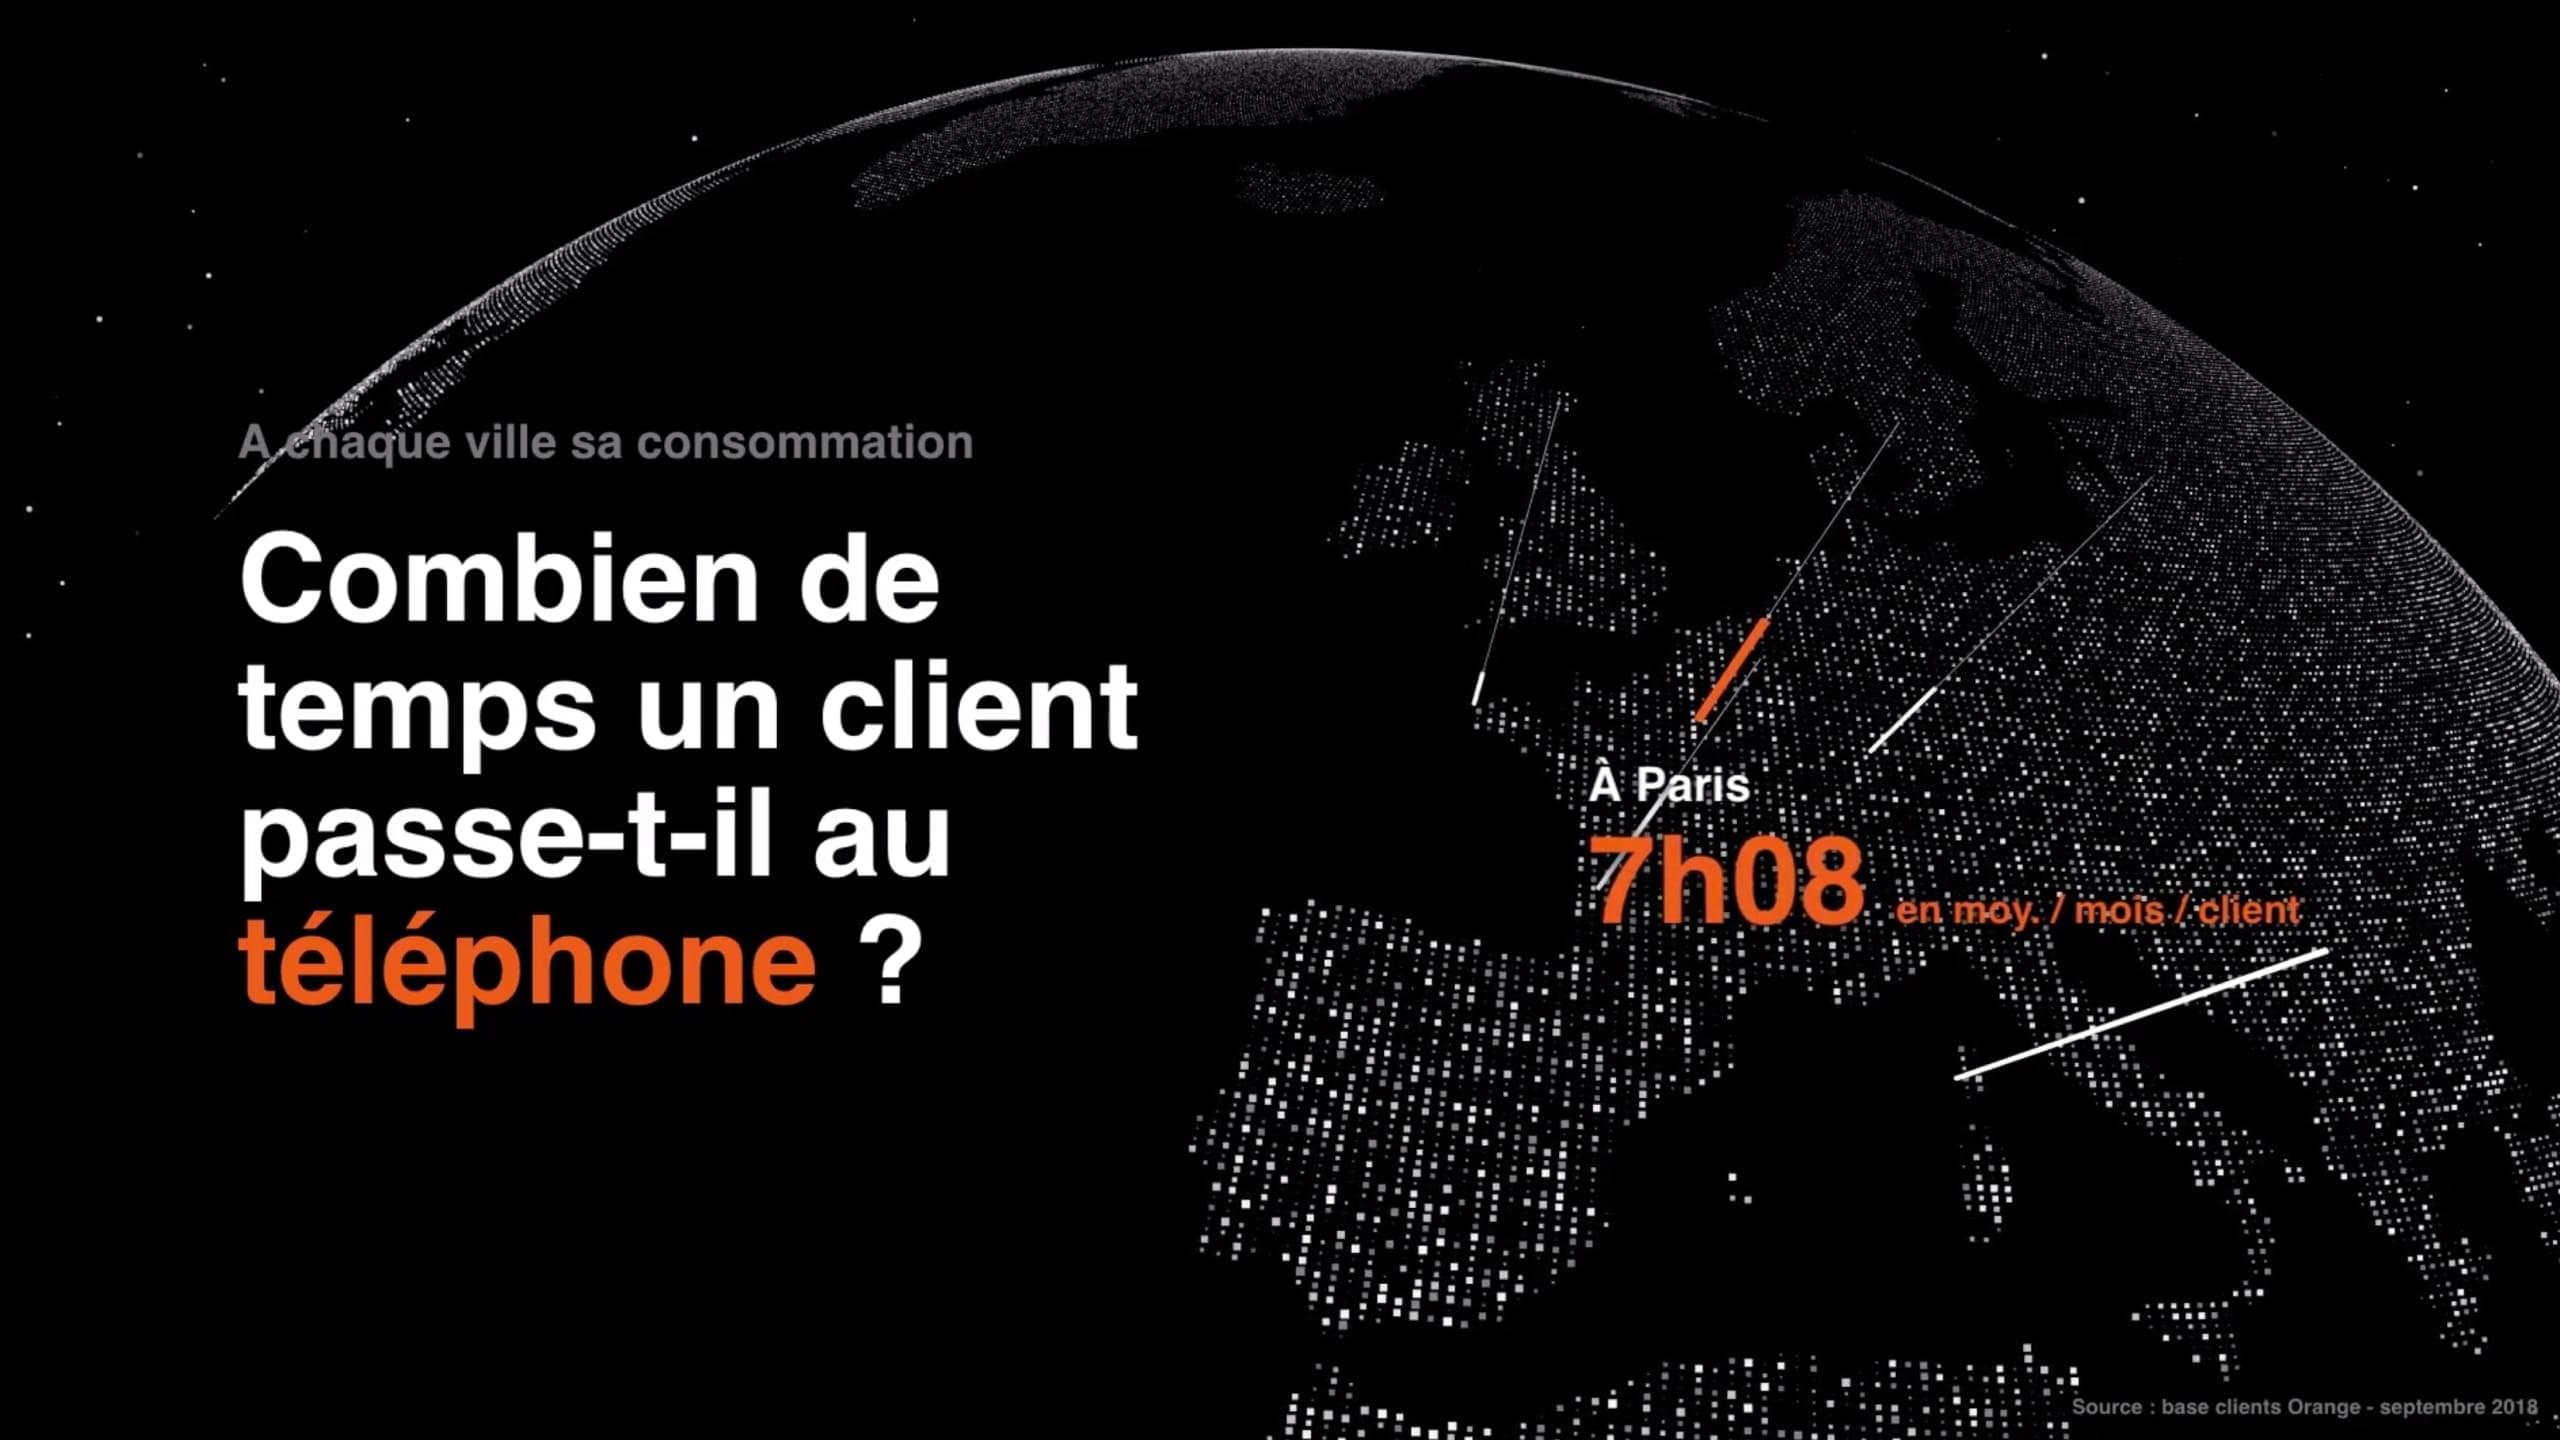 A chaque ville sa consommation
Combien de
temps un client
passe-t-il au
téléphone ?
À Paris
7h08 en moy. / mois / client
Source : base clients Orange - septembre 2018